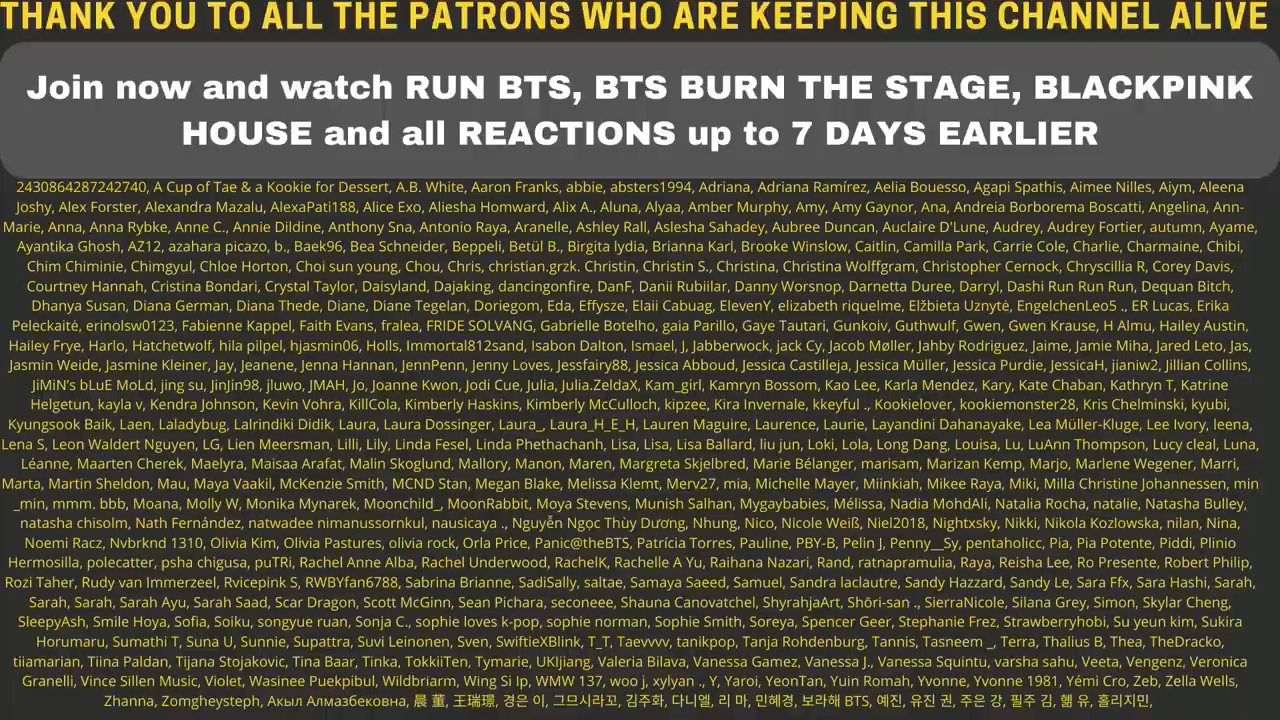 THANK YOU TO ALL THE PATRONS WHO ARE KEEPING THIS CHANNEL ALIVE
Join now and watch RUN BTS, BTS BURN THE STAGE, BLACKPINK
HOUSE and all REACTIONS up to 7 DAYS EARLIER
2430864287242740, A Cup of Tae & a Kookie for Dessert, A.B. White, Aaron Franks, abbie, absters1994, Adriana, Adriana Ramírez, Aelia Bouesso, Agapi Spathis, Aimee Nilles, Aiym, Aleena
Joshy, Alex Forster, Alexandra Mazalu, AlexaPati188, Alice Exo, Aliesha Homward, Alix A., Aluna, Alyaa, Amber Murphy, Amy, Amy Gaynor, Ana, Andreia Borborema Boscatti, Angelina, Ann-
Marie, Anna, Anna Rybke, Anne C., Annie Dildine, Anthony Sna, Antonio Raya, Aranelle, Ashley Rall, Aslesha Sahadey, Aubree Duncan, Auclaire D'Lune, Audrey, Audrey Fortier, autumn, Ayame,
Ayantika Ghosh, AZ12, azahara picazo, b., Baek96, Bea Schneider, Beppeli, Betül B., Birgita lydia, Brianna Karl, Brooke Winslow, Caitlin, Camilla Park, Carrie Cole, Charlie, Charmaine, Chibi,
Chim Chiminie, Chimgyul, Chloe Horton, Choi sun young, Chou, Chris, christian.grzk. Christin, Christin S., Christina, Christina Wolffgram, Christopher Cernock, Chryscillia R, Corey Davis,
Courtney Hannah, Cristina Bondari, Crystal Taylor, Daisyland, Dajaking, dancingonfire, DanF, Danii Rubiilar, Danny Worsnop, Darnetta Duree, Darryl, Dashi Run Run Run, Dequan Bitch,
Dhanya Susan, Diana German, Diana Thede, Diane, Diane Tegelan, Doriegom, Eda, Effysze, Elaii Cabuag, ElevenY, elizabeth riquelme, Elžbieta Uznytė, EngelchenLeo5 ., ER Lucas, Erika
Peleckaitė, erinolsw0123, Fabienne Kappel, Faith Evans, fralea, FRIDE SOLVANG, Gabrielle Botelho, gaia Parillo, Gaye Tautari, Gunkoiv, Guthwulf, Gwen, Gwen Krause, H Almu, Hailey Austin,
Hailey Frye, Harlo, Hatchetwolf, hila pilpel, hjasmin06, Holls, Immortal812sand, Isabon Dalton, Ismael, J, Jabberwock, jack Cy, Jacob Møller, Jahby Rodriguez, Jaime, Jamie Miha, Jared Leto, Jas,
Jasmin Weide, Jasmine Kleiner, Jay, Jeanene, Jenna Hannan, JennPenn, Jenny Loves, Jessfairy88, Jessica Abboud, Jessica Castilleja, Jessica Müller, Jessica Purdie, JessicaH, jianiw2, Jillian Collins,
JiMiN's bLuE MoLd, jing su, JinJin98, jluwo, JMAH, Jo, Joanne Kwon, Jodi Cue, Julia, Julia.ZeldaX, Kam_girl, Kamryn Bossom, Kao Lee, Karla Mendez, Kary, Kate Chaban, Kathryn T, Katrine
Helgetun, kayla v, Kendra Johnson, Kevin Vohra, KillCola, Kimberly Haskins, Kimberly McCulloch, kipzee, Kira Invernale, kkeyful ., Kookielover, kookiemonster28, Kris Chelminski, kyubi,
Kyungsook Baik, Laen, Laladybug, Lalrindiki Didik, Laura, Laura Dossinger, Laura_, Laura_H_E_H, Lauren Maguire, Laurence, Laurie, Layandini Dahanayake, Lea Müller-Kluge, Lee Ivory, leena,
Lena S, Leon Waldert Nguyen, LG, Lien Meersman, Lilli, Lily, Linda Fesel, Linda Phethachanh, Lisa, Lisa, Lisa Ballard, liu jun, Loki, Lola, Long Dang, Louisa, Lu, LuAnn Thompson, Lucy cleal, Luna,
Léanne, Maarten Cherek, Maelyra, Maisaa Arafat, Malin Skoglund, Mallory, Manon, Maren, Margreta Skjelbred, Marie Bélanger, marisam, Marizan Kemp, Marjo, Marlene Wegener, Marri,
Marta, Martin Sheldon, Mau, Maya Vaakil, McKenzie Smith, MCND Stan, Megan Blake, Melissa Klemt, Merv27, mia, Michelle Mayer, Miinkiah, Mikee Raya, Miki, Milla Christine Johannessen, min
_min, mmm. bbb, Moana, Molly W, Monika Mynarek, Moonchild_, MoonRabbit, Moya Stevens, Munish Salhan, Mygaybabies, Mélissa, Nadia MohdAli, Natalia Rocha, natalie, Natasha Bulley,
natasha chisolm, Nath Fernández, natwadee nimanussornkul, nausicaya ., Nguyễn Ngọc Thùy Dương, Nhung, Nico, Nicole Weiß, Niel2018, Nightxsky, Nikki, Nikola Kozlowska, nilan, Nina,
Noemi Racz, Nvbrknd 1310, Olivia Kim, Olivia Pastures, olivia rock, Orla Price, Panic@theBTS, Patrícia Torres, Pauline, PBY-B, Pelin J, Penny__Sy, pentaholicc, Pia, Pia Potente, Piddi, Plinio
Hermosilla, polecatter, psha chigusa, puTRi, Rachel Anne Alba, Rachel Underwood, RachelK, Rachelle A Yu, Raihana Nazari, Rand, ratnapramulia, Raya, Reisha Lee, Ro Presente, Robert Philip,
Rozi Taher, Rudy van Immerzeel, Rvicepink S, RWBYfan6788, Sabrina Brianne, SadiSally, saltae, Samaya Saeed, Samuel, Sandra laclautre, Sandy Hazzard, Sandy Le, Sara Ffx, Sara Hashi, Sarah,
Sarah, Sarah, Sarah Ayu, Sarah Saad, Scar Dragon, Scott McGinn, Sean Pichara, seconeee, Shauna Canovatchel, ShyrahjaArt, Shōri-san ., SierraNicole, Silana Grey, Simon, Skylar Cheng,
SleepyAsh, Smile Hoya, Sofia, Soiku, songyue ruan, Sonja C., sophie loves k-pop, sophie norman, Sophie Smith, Soreya, Spencer Geer, Stephanie Frez, Strawberryhobi, Su yeun kim, Sukira
Horumaru, Sumathi T, Suna U, Sunnie, Supattra, Suvi Leinonen, Sven, SwiftieXBlink, T_T, Taevvvv, tanikpop, Tanja Rohdenburg, Tannis, Tasneem _, Terra, Thalius B, Thea, TheDracko,
tiiamarian, Tiina Paldan, Tijana Stojakovic, Tina Baar, Tinka, TokkiiTen, Tymarie, UKIjiang, Valeria Bilava, Vanessa Gamez, Vanessa J., Vanessa Squintu, varsha sahu, Veeta, Vengenz, Veronica
Granelli, Vince Sillen Music, Violet, Wasinee Puekpibul, Wildbriarm, Wing Si Ip, WMW 137, woo j, xylyan ., Y, Yaroi, YeonTan, Yuin Romah, Yvonne, Yvonne 1981, Yémi Cro, Zeb, Zella Wells,
Zhanna, Zomgheysteph, Акыл Алмазбековна, 晨 董, 王瑞璟, 경은 이, 그므시라꼬, 김주화, 다니엘, 리 마, 민혜경, 보라해 BTS, 예진, 유진 권, 주은 강, 필주 김, 혦 유, 홀리지민,